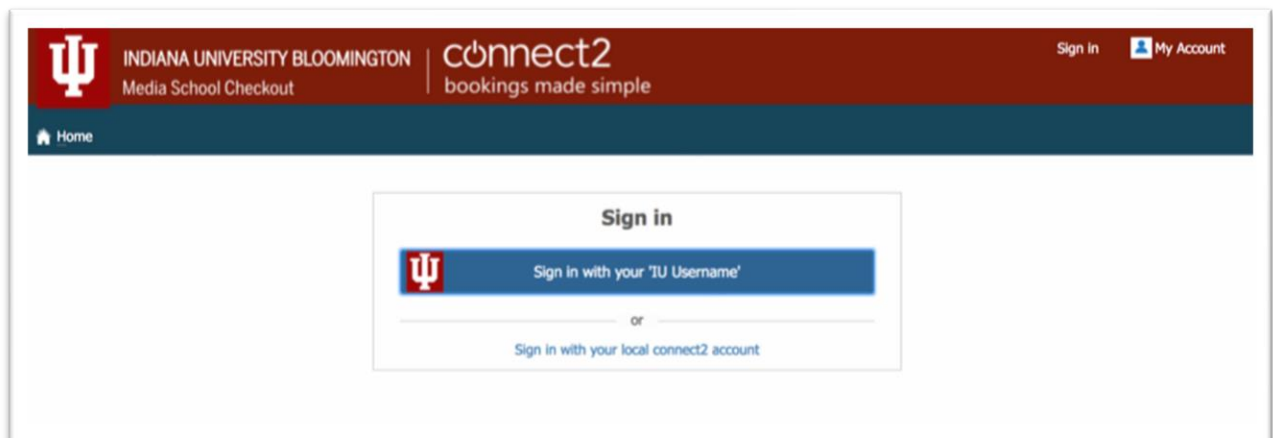 INDIANA UNIVERSITY BLOOMINGTON
Media School Checkout
connect2
bookings made simple
Sign in
My Account
Home
Sign in
Sign in with your 'IU Username'
or
Sign in with your local connect2 account